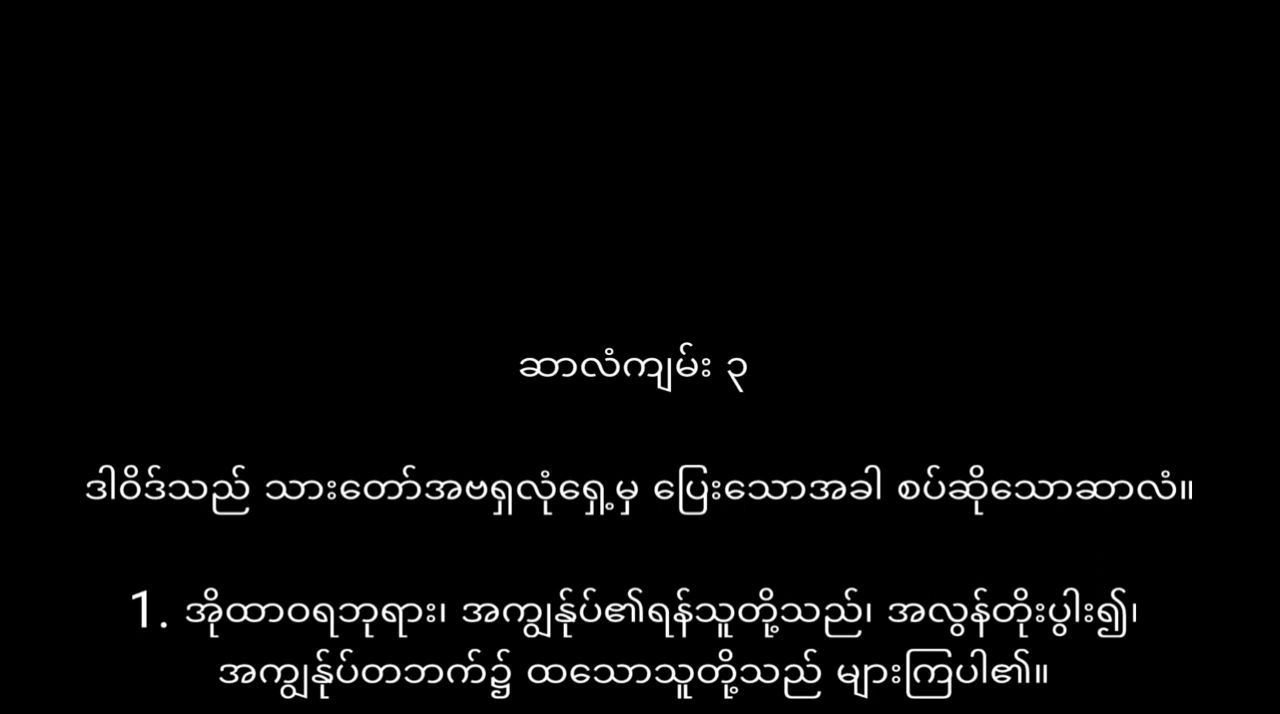 ဆာလံကျမ်း ၃
ဒါဝိဒ်သည် သားတော်အဗရှလုံရှေ့မှ ပြေးသောအခါ စပ်ဆိုသောဆာလံ။
1. အိုထာဝရဘုရား၊ အကျွန်ုပ်၏ရန်သူတို့သည်၊ အလွန်တိုးပွါး၍၊
အကျွန်ုပ်တဘက်၌ ထသောသူတို့သည် များကြပါ၏။